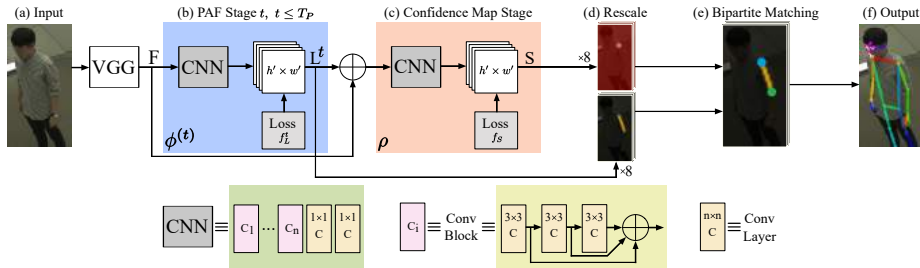 (a) Input
(b) PAF Stage t, t ≤ T_P
(c) Confidence Map Stage
(d) Rescale
(e) Bipartite Matching
(f) Output
VGG
F
CNN
h′ × w′
L^t
CNN
h′ × w′
S
×8
Loss
f_L^t
ϕ^(t)
Loss
f_S
ρ
×8
CNN
≡
C_1
...
C_n
1×1
C
1×1
C
C_i
≡
Conv
Block
≡
3×3
C
3×3
C
3×3
C
n×n
C
≡
Conv
Layer